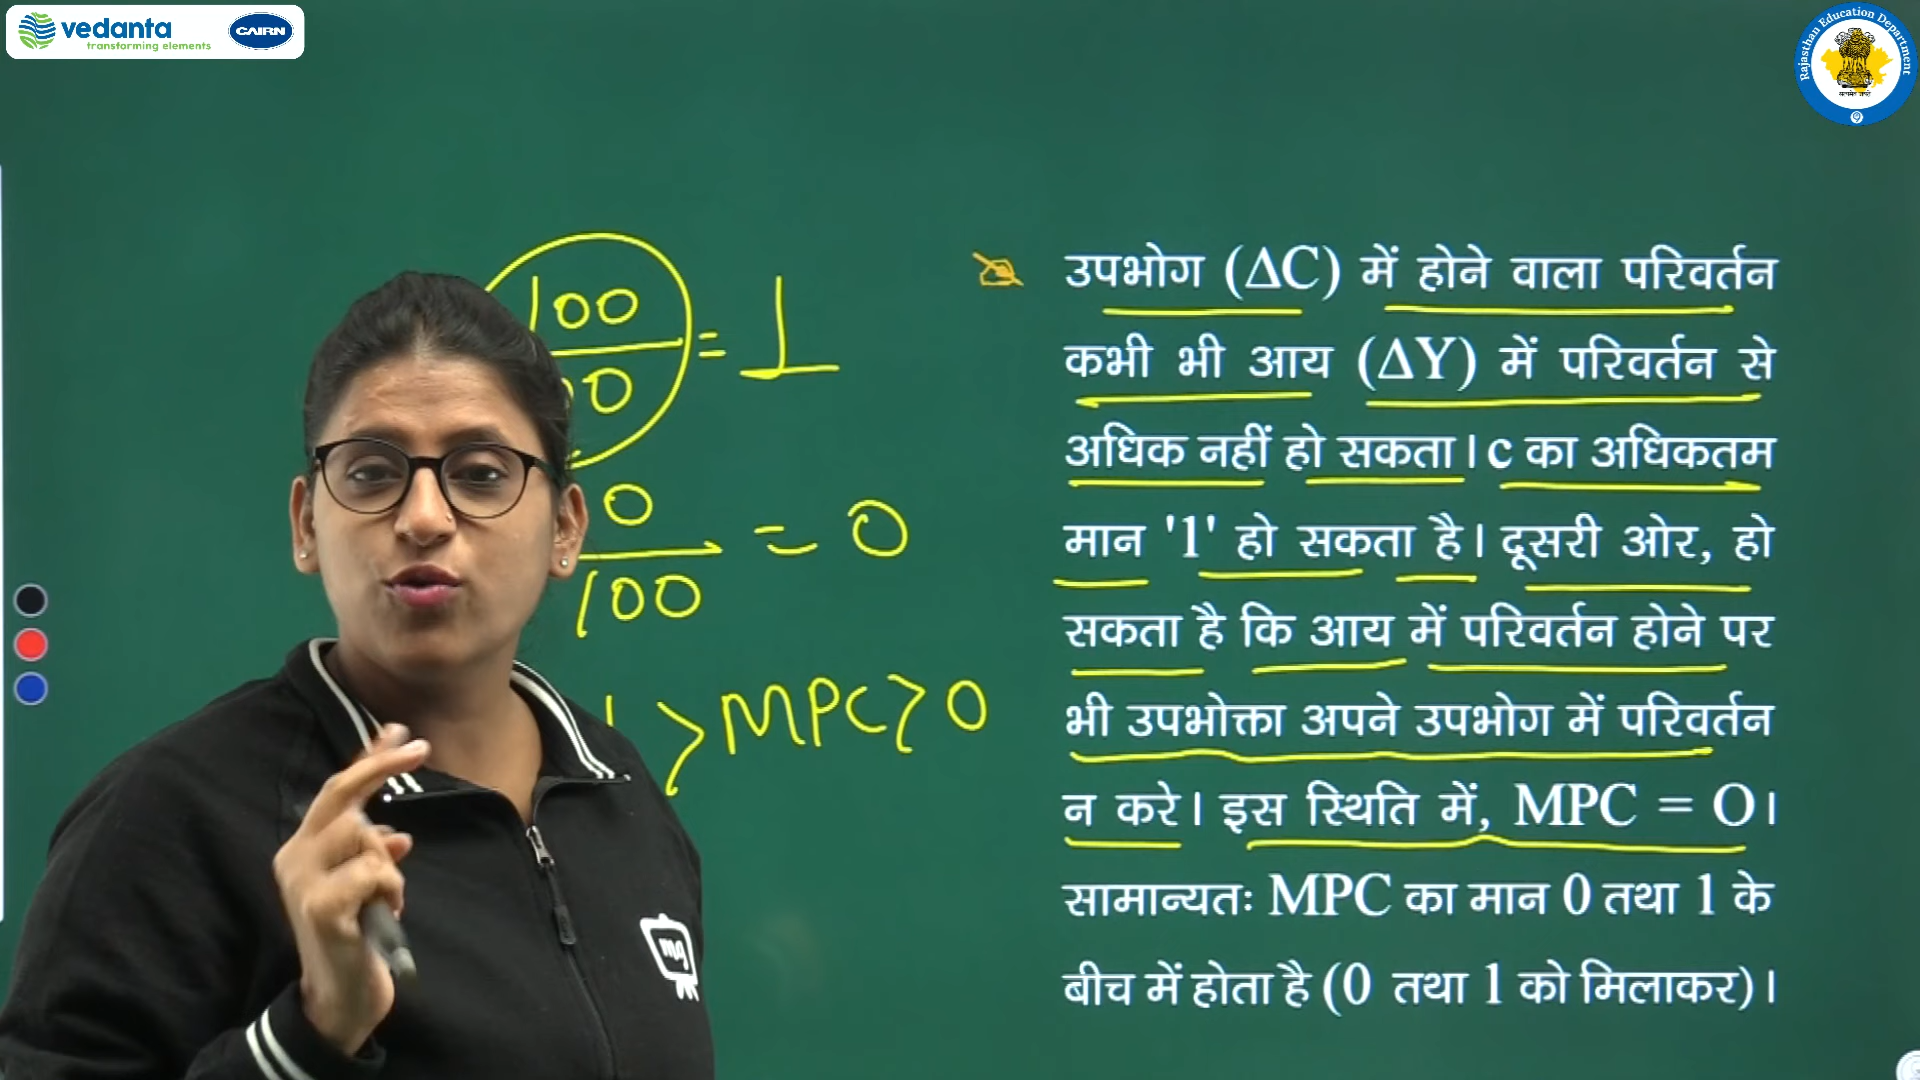 vedanta
transforming elements
CAIRN
Rajasthan Education Department
100
= 1
0
100
= 0
> MPC > 0
उपभोग (ΔC) में होने वाला परिवर्तन
कभी भी आय (ΔY) में परिवर्तन से
अधिक नहीं हो सकता। c का अधिकतम
मान '1' हो सकता है। दूसरी ओर, हो
सकता है कि आय में परिवर्तन होने पर
भी उपभोक्ता अपने उपभोग में परिवर्तन
न करे। इस स्थिति में, MPC = O।
सामान्यतः MPC का मान 0 तथा 1 के
बीच में होता है (0 तथा 1 को मिलाकर)।
mg